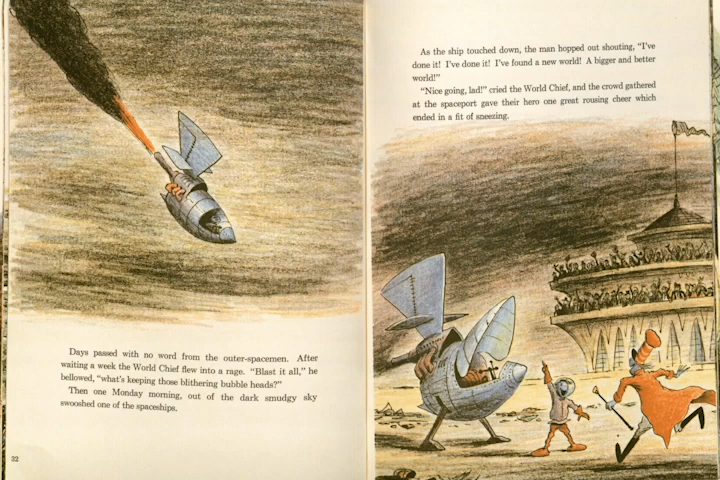 Days passed with no word from the outer-spacemen. After
waiting a week the World Chief flew into a rage. "Blast it all," he
bellowed, "what's keeping those blithering bubble heads?"
Then one Monday morning, out of the dark smudgy sky
swooshed one of the spaceships.
32
As the ship touched down, the man hopped out shouting, "I've
done it! I've done it! I've found a new world! A bigger and better
world!"
"Nice going, lad!" cried the World Chief, and the crowd gathered
at the spaceport gave their hero one great rousing cheer which
ended in a fit of sneezing.